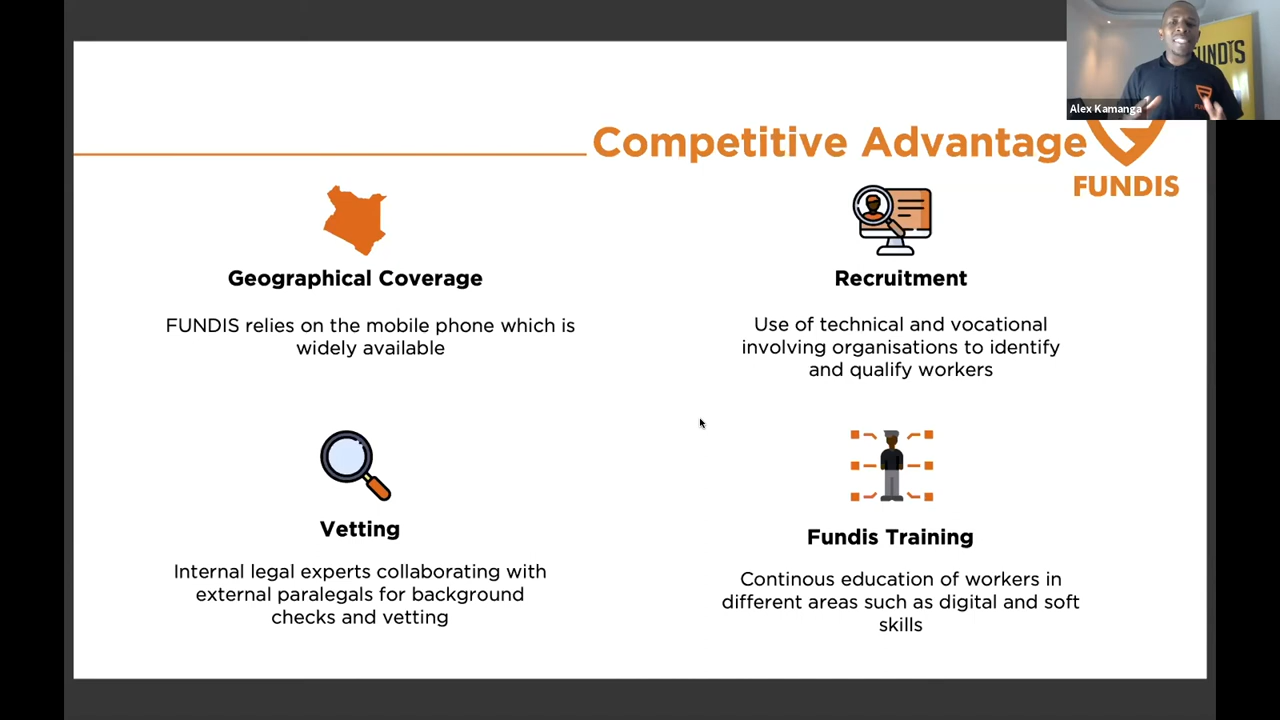 FUNDIS
Alex Kamanga
Competitive Advantage
FUNDIS
Geographical Coverage
FUNDIS relies on the mobile phone which is
widely available
Recruitment
Use of technical and vocational
involving organisations to identify
and qualify workers
Vetting
Internal legal experts collaborating with
external paralegals for background
checks and vetting
Fundis Training
Continous education of workers in
different areas such as digital and soft
skills